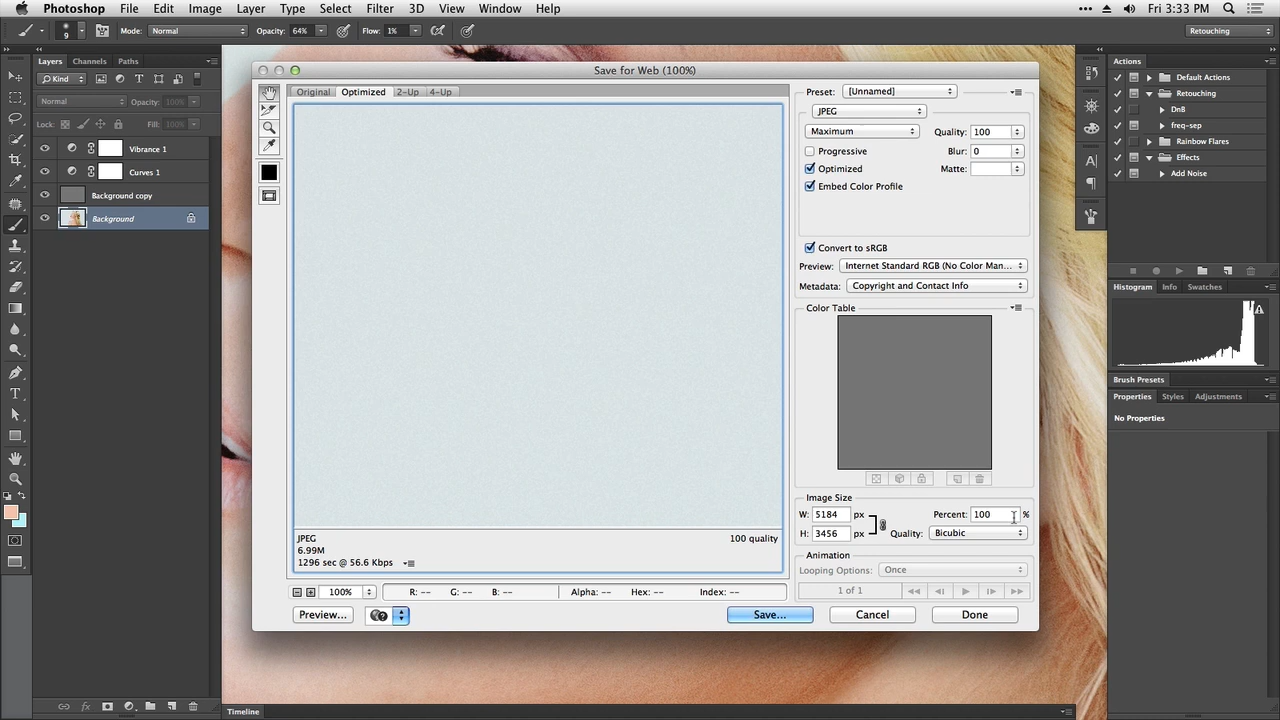 Photoshop File Edit Image Layer Type Select Filter 3D View Window Help Fri 3:33 PM
9 Mode: Normal Opacity: 64% Flow: 1% Retouching
Layers Channels Paths
Kind
Normal Opacity: 100%
Lock: Fill: 100%
Vibrance 1
Curves 1
Background copy
Background
Save for Web (100%)
Original Optimized 2-Up 4-Up
JPEG
6.99M
1296 sec @ 56.6 Kbps
100 quality
100% R: -- G: -- B: -- Alpha: -- Hex: -- Index: --
Preview... Save... Cancel Done
Preset: [Unnamed]
JPEG
Maximum Quality: 100
Progressive Blur: 0
Optimized Matte:
Embed Color Profile
Convert to sRGB
Preview: Internet Standard RGB (No Color Man...
Metadata: Copyright and Contact Info
Color Table
Image Size
W: 5184 px Percent: 100 %
H: 3456 px Quality: Bicubic
Animation
Looping Options: Once
1 of 1
Actions
Default Actions
Retouching
DnB
freq-sep
Rainbow Flares
Effects
Add Noise
Histogram Info Swatches
Brush Presets
Properties Styles Adjustments
No Properties
Timeline